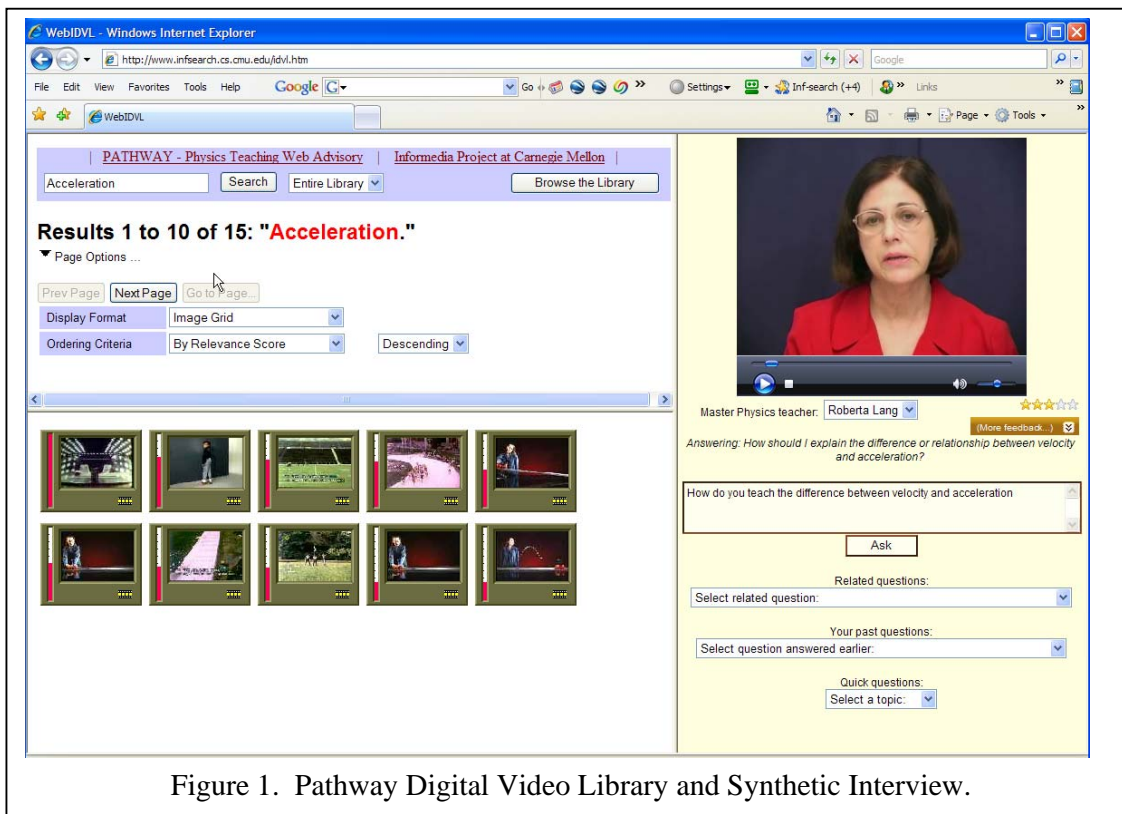 WebIDVL - Windows Internet Explorer
http://www.infsearch.cs.cmu.edu/idvl.htm
Google
File Edit View Favorites Tools Help Google G Go » Settings Inf-search (+4) » Links »
WebIDVL
Page Tools »
| PATHWAY - Physics Teaching Web Advisory | Informedia Project at Carnegie Mellon |
Acceleration Search Entire Library Browse the Library
Results 1 to 10 of 15: "Acceleration."
Page Options ...
Prev Page Next Page Go to Page...
Display Format Image Grid
Ordering Criteria By Relevance Score Descending
Master Physics teacher: Roberta Lang
(More feedback...)
Answering: How should I explain the difference or relationship between velocity
and acceleration?
How do you teach the difference between velocity and acceleration
Ask
Related questions:
Select related question:
Your past questions:
Select question answered earlier:
Quick questions:
Select a topic:
Figure 1. Pathway Digital Video Library and Synthetic Interview.